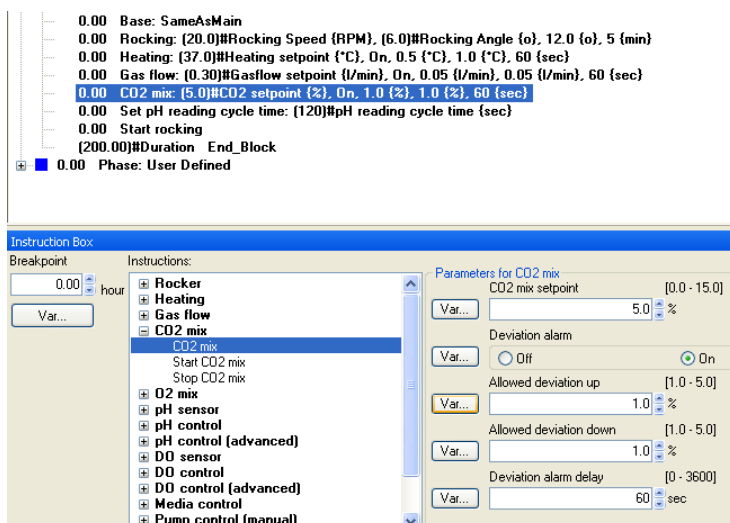 0.00 Base: SameAsMain
0.00 Rocking: (20.0)#Rocking Speed {RPM}, (6.0)#Rocking Angle {o}, 12.0 {o}, 5 {min}
0.00 Heating: (37.0)#Heating setpoint {°C}, On, 0.5 {°C}, 1.0 {°C}, 60 {sec}
0.00 Gas flow: (0.30)#Gasflow setpoint {l/min}, On, 0.05 {l/min}, 0.05 {l/min}, 60 {sec}
0.00 CO2 mix: (5.0)#CO2 setpoint {%}, On, 1.0 {%}, 1.0 {%}, 60 {sec}
0.00 Set pH reading cycle time: (120)#pH reading cycle time {sec}
0.00 Start rocking
(200.00)#Duration End_Block
0.00 Phase: User Defined
Instruction Box
Breakpoint
0.00 hour
Var...
Instructions:
Rocker
Heating
Gas flow
CO2 mix
CO2 mix
Start CO2 mix
Stop CO2 mix
O2 mix
pH sensor
pH control
pH control (advanced)
DO sensor
DO control
DO control (advanced)
Media control
Pump control (manual)
Parameters for CO2 mix
CO2 mix setpoint [0.0 - 15.0]
Var... 5.0 %
Deviation alarm
Var... Off On
Allowed deviation up [1.0 - 5.0]
Var... 1.0 %
Allowed deviation down [1.0 - 5.0]
Var... 1.0 %
Deviation alarm delay [0 - 3600]
Var... 60 sec